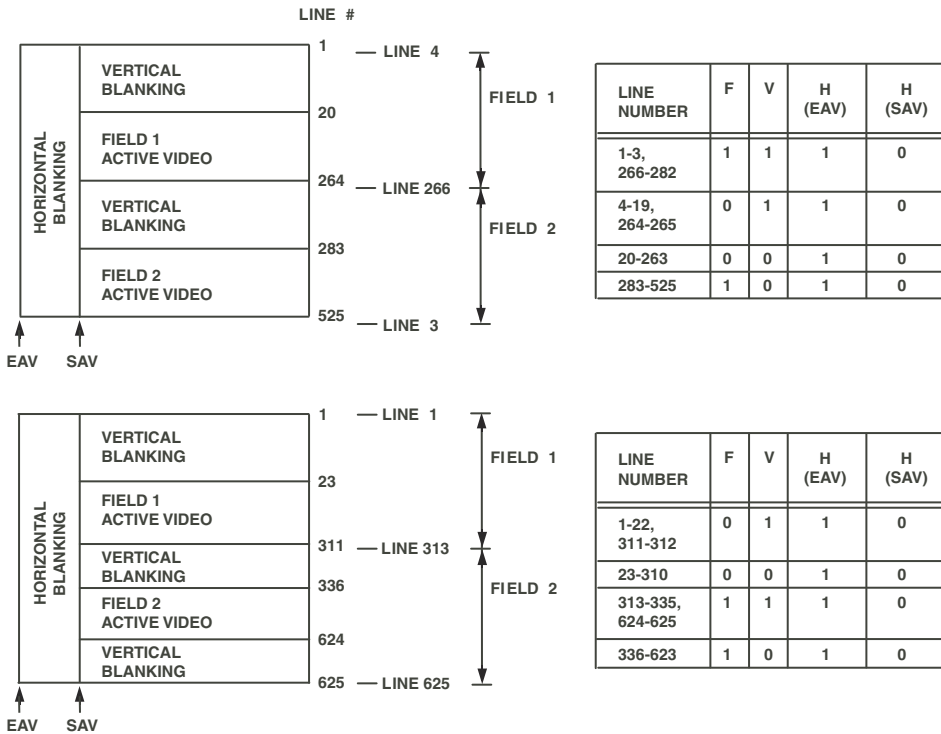 LINE #
1
LINE 4
VERTICAL
BLANKING
FIELD 1
20
FIELD 1
ACTIVE VIDEO
264
LINE 266
VERTICAL
BLANKING
FIELD 2
283
FIELD 2
ACTIVE VIDEO
525
LINE 3
HORIZONTAL
BLANKING
EAV SAV
LINE NUMBER F V H (EAV) H (SAV)
1-3, 266-282 1 1 1 0
4-19, 264-265 0 1 1 0
20-263 0 0 1 0
283-525 1 0 1 0
1
LINE 1
VERTICAL
BLANKING
FIELD 1
23
FIELD 1
ACTIVE VIDEO
311
LINE 313
VERTICAL
BLANKING
336
FIELD 2
FIELD 2
ACTIVE VIDEO
624
VERTICAL
BLANKING
625
LINE 625
HORIZONTAL
BLANKING
EAV SAV
LINE NUMBER F V H (EAV) H (SAV)
1-22, 311-312 0 1 1 0
23-310 0 0 1 0
313-335, 624-625 1 1 1 0
336-623 1 0 1 0